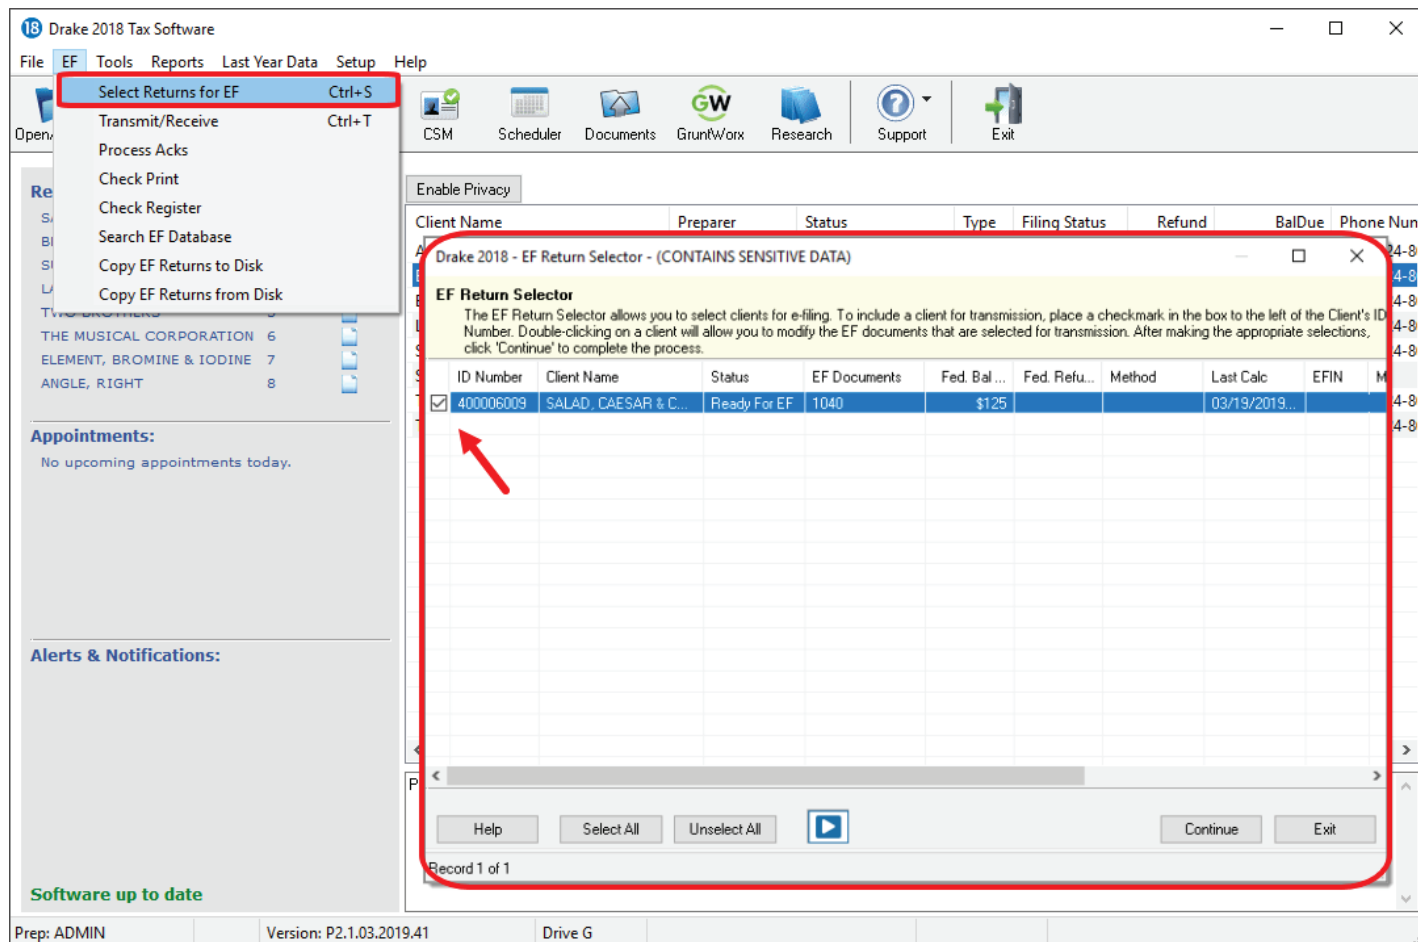 18 Drake 2018 Tax Software
File EF Tools Reports Last Year Data Setup Help
Select Returns for EF Ctrl+S
Transmit/Receive Ctrl+T
Process Acks
Check Print
Check Register
Search EF Database
Copy EF Returns to Disk
Copy EF Returns from Disk
CSM Scheduler Documents GruntWorx Research Support Exit
GW
Enable Privacy
Client Name Preparer Status Type Filing Status Refund BalDue Phone Num
TWO BROTHERS 5
THE MUSICAL CORPORATION 6
ELEMENT, BROMINE & IODINE 7
ANGLE, RIGHT 8
Appointments:
No upcoming appointments today.
Alerts & Notifications:
Software up to date
Drake 2018 - EF Return Selector - (CONTAINS SENSITIVE DATA)
EF Return Selector
The EF Return Selector allows you to select clients for e-filing. To include a client for transmission, place a checkmark in the box to the left of the Client's ID
Number. Double-clicking on a client will allow you to modify the EF documents that are selected for transmission. After making the appropriate selections,
click 'Continue' to complete the process.
ID Number Client Name Status EF Documents Fed. Bal ... Fed. Refu... Method Last Calc EFIN M
400006009 SALAD, CAESAR & C... Ready For EF 1040 $125 03/19/2019...
Help Select All Unselect All Continue Exit
Record 1 of 1
Prep: ADMIN Version: P2.1.03.2019.41 Drive G